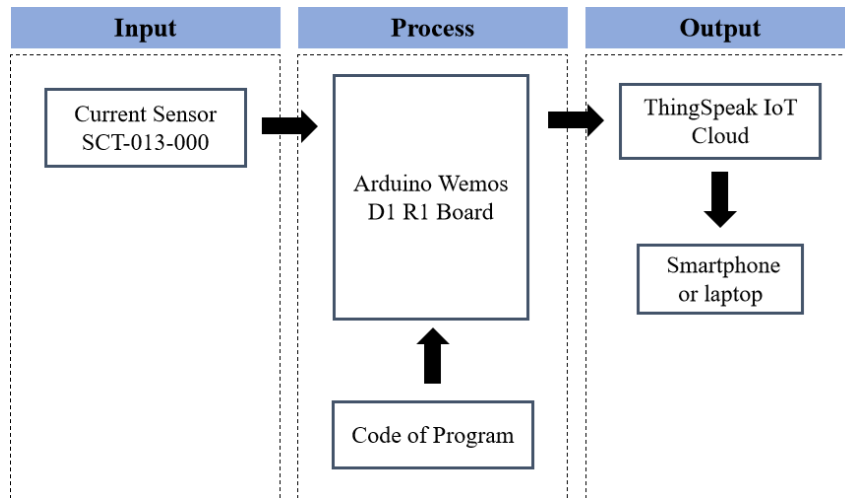 Input
Process
Output
Current Sensor
SCT-013-000
Arduino Wemos
D1 R1 Board
Code of Program
ThingSpeak IoT
Cloud
Smartphone
or laptop